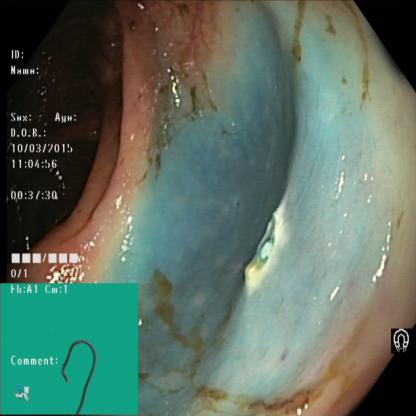 ID:
Name:
Sex: Age:
D.O.B.:
10/03/2015
11:04:56
00:37:30
■■■/■■■■
0/1
Eh:A1 Cm:1
Comment: